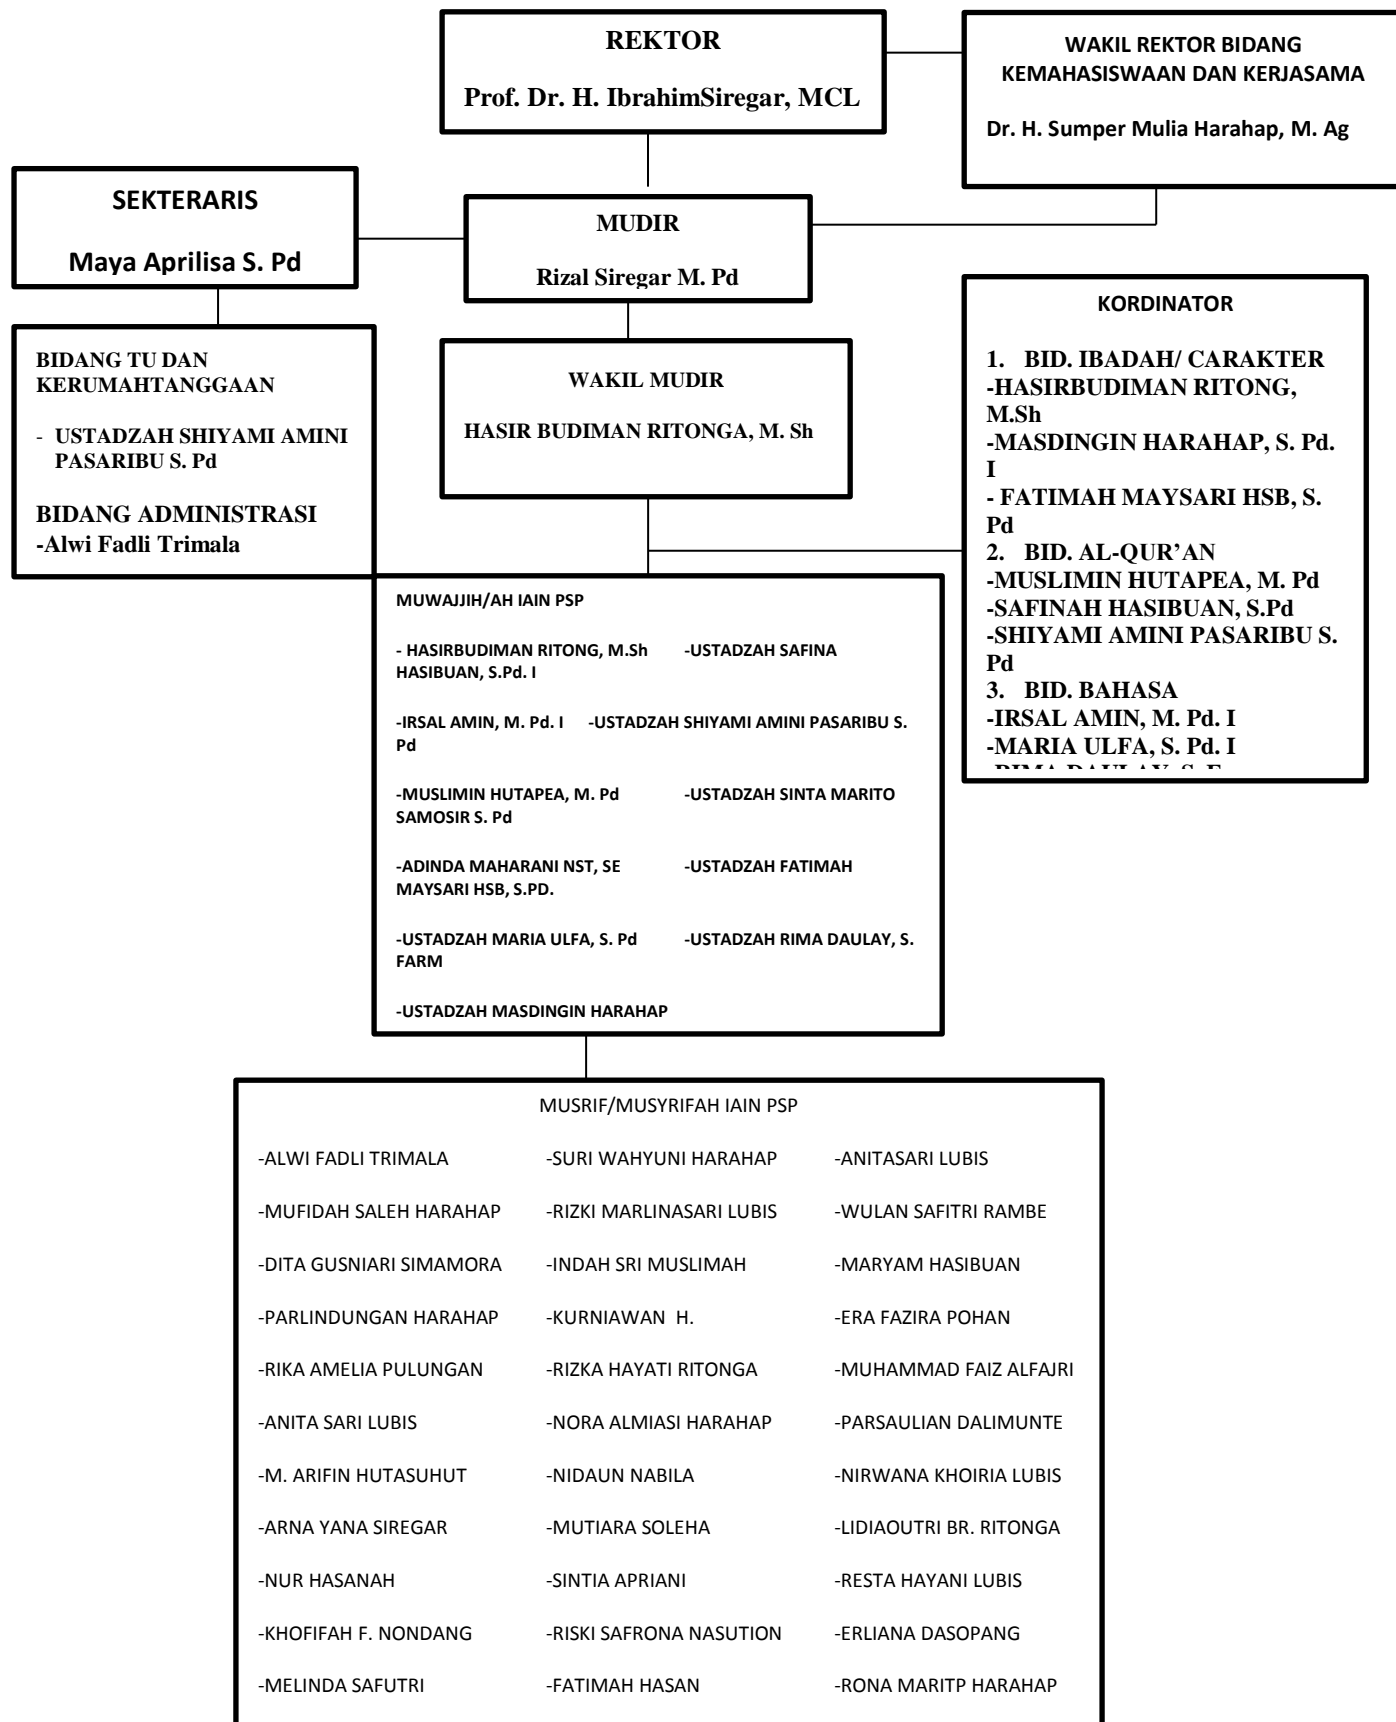 REKTOR
Prof. Dr. H. IbrahimSiregar, MCL
WAKIL REKTOR BIDANG
KEMAHASISWAAN DAN KERJASAMA
Dr. H. Sumper Mulia Harahap, M. Ag
SEKTERARIS
Maya Aprilisa S. Pd
MUDIR
Rizal Siregar M. Pd
BIDANG TU DAN
KERUMAHTANGGAAN
- USTADZAH SHIYAMI AMINI
PASARIBU S. Pd
BIDANG ADMINISTRASI
-Alwi Fadli Trimala
WAKIL MUDIR
HASIR BUDIMAN RITONGA, M. Sh
KORDINATOR
1. BID. IBADAH/ CARAKTER
-HASIRBUDIMAN RITONG,
M.Sh
-MASDINGIN HARAHAP, S. Pd.
I
- FATIMAH MAYSARI HSB, S.
Pd
2. BID. AL-QUR’AN
-MUSLIMIN HUTAPEA, M. Pd
-SAFINAH HASIBUAN, S.Pd
-SHIYAMI AMINI PASARIBU S.
Pd
3. BID. BAHASA
-IRSAL AMIN, M. Pd. I
-MARIA ULFA, S. Pd. I
-RIMA DAULAY, S. F
MUWAJJIH/AH IAIN PSP
- HASIRBUDIMAN RITONG, M.Sh -USTADZAH SAFINA
HASIBUAN, S.Pd. I
-IRSAL AMIN, M. Pd. I -USTADZAH SHIYAMI AMINI PASARIBU S.
Pd
-MUSLIMIN HUTAPEA, M. Pd -USTADZAH SINTA MARITO
SAMOSIR S. Pd
-ADINDA MAHARANI NST, SE -USTADZAH FATIMAH
MAYSARI HSB, S.PD.
-USTADZAH MARIA ULFA, S. Pd -USTADZAH RIMA DAULAY, S.
FARM
-USTADZAH MASDINGIN HARAHAP
MUSRIF/MUSYRIFAH IAIN PSP
-ALWI FADLI TRIMALA -SURI WAHYUNI HARAHAP -ANITASARI LUBIS
-MUFIDAH SALEH HARAHAP -RIZKI MARLINASARI LUBIS -WULAN SAFITRI RAMBE
-DITA GUSNIARI SIMAMORA -INDAH SRI MUSLIMAH -MARYAM HASIBUAN
-PARLINDUNGAN HARAHAP -KURNIAWAN H. -ERA FAZIRA POHAN
-RIKA AMELIA PULUNGAN -RIZKA HAYATI RITONGA -MUHAMMAD FAIZ ALFAJRI
-ANITA SARI LUBIS -NORA ALMIASI HARAHAP -PARSAULIAN DALIMUNTE
-M. ARIFIN HUTASUHUT -NIDAUN NABILA -NIRWANA KHOIRIA LUBIS
-ARNA YANA SIREGAR -MUTIARA SOLEHA -LIDIAOUTRI BR. RITONGA
-NUR HASANAH -SINTIA APRIANI -RESTA HAYANI LUBIS
-KHOFIFAH F. NONDANG -RISKI SAFRONA NASUTION -ERLIANA DASOPANG
-MELINDA SAFUTRI -FATIMAH HASAN -RONA MARITP HARAHAP